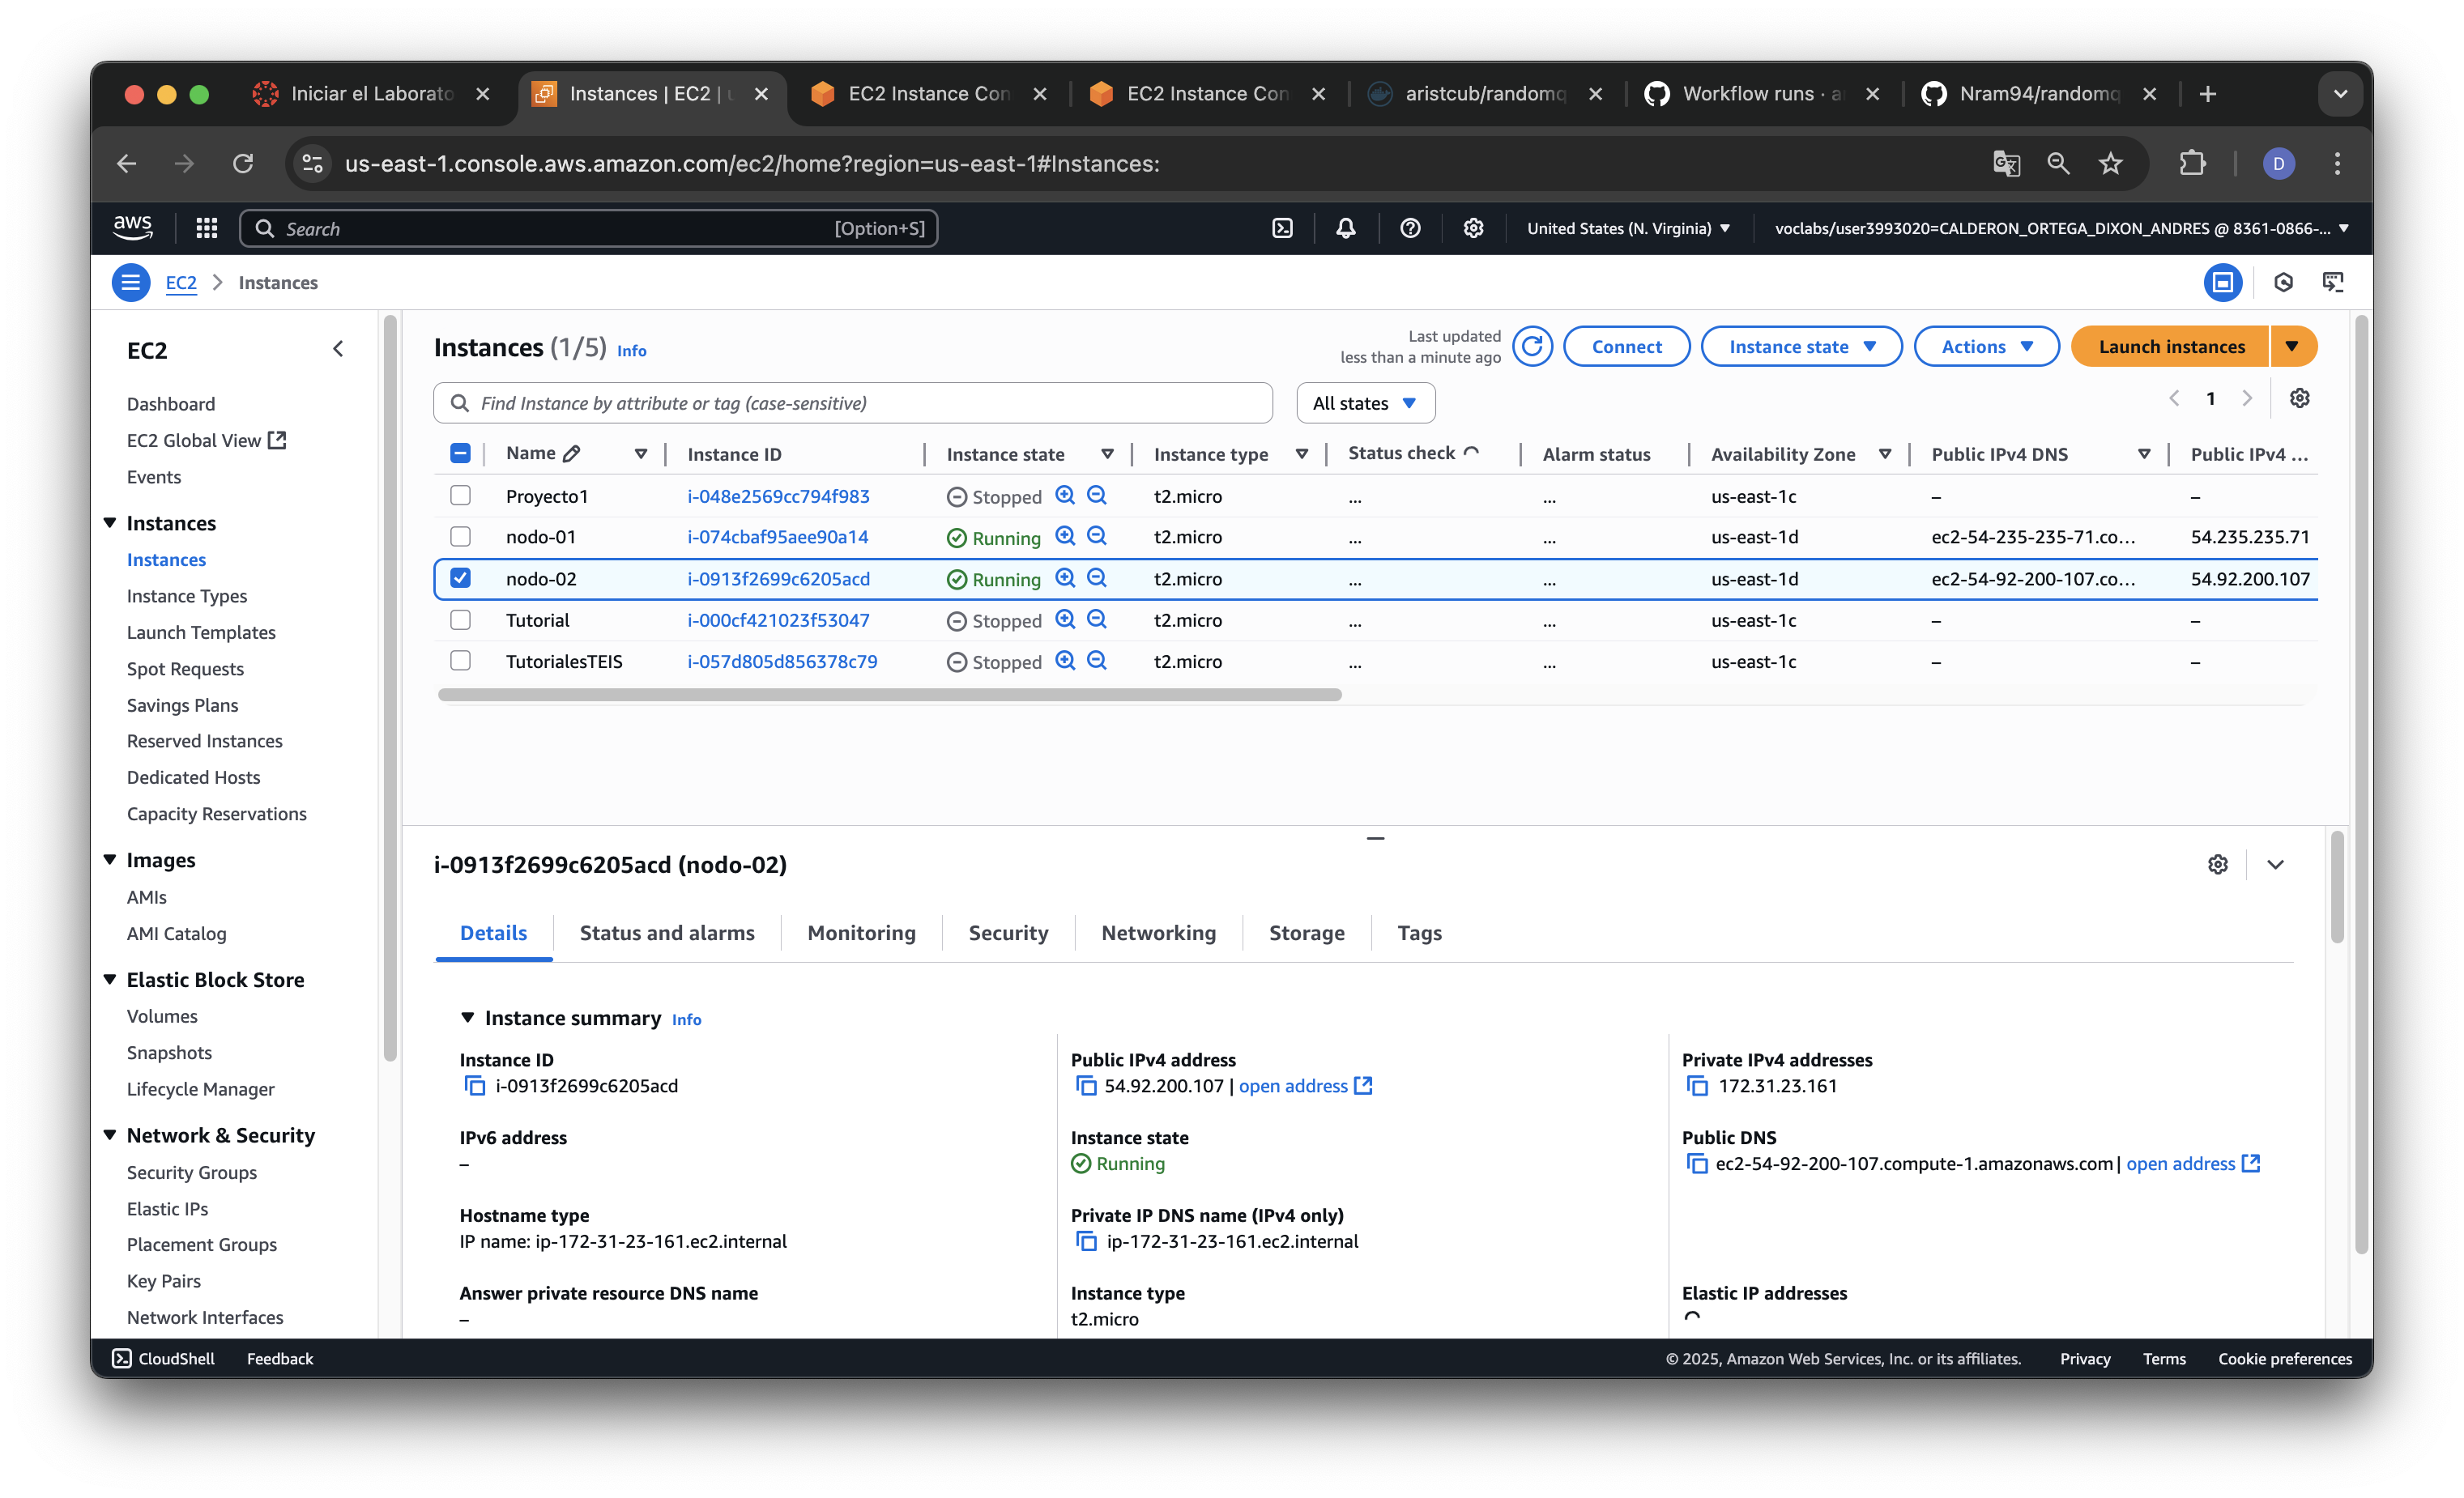 Iniciar el Laborato
Instances | EC2 | u
EC2 Instance Con
EC2 Instance Con
aristcub/randomq
Workflow runs · a
Nram94/randomq
us-east-1.console.aws.amazon.com/ec2/home?region=us-east-1#Instances:
D
aws
Search
[Option+S]
United States (N. Virginia)
voclabs/user3993020=CALDERON_ORTEGA_DIXON_ANDRES @ 8361-0866-...
EC2
Instances
EC2
Dashboard
EC2 Global View
Events
Instances
Instances
Instance Types
Launch Templates
Spot Requests
Savings Plans
Reserved Instances
Dedicated Hosts
Capacity Reservations
Images
AMIs
AMI Catalog
Elastic Block Store
Volumes
Snapshots
Lifecycle Manager
Network & Security
Security Groups
Elastic IPs
Placement Groups
Key Pairs
Network Interfaces
Instances (1/5) Info
Last updated
less than a minute ago
Connect
Instance state
Actions
Launch instances
Find Instance by attribute or tag (case-sensitive)
All states
1
Name Instance ID Instance state Instance type Status check Alarm status Availability Zone Public IPv4 DNS Public IPv4 ...
Proyecto1 i-048e2569cc794f983 Stopped t2.micro ... ... us-east-1c – –
nodo-01 i-074cbaf95aee90a14 Running t2.micro ... ... us-east-1d ec2-54-235-235-71.co... 54.235.235.71
nodo-02 i-0913f2699c6205acd Running t2.micro ... ... us-east-1d ec2-54-92-200-107.co... 54.92.200.107
Tutorial i-000cf421023f53047 Stopped t2.micro ... ... us-east-1c – –
TutorialesTEIS i-057d805d856378c79 Stopped t2.micro ... ... us-east-1c – –
i-0913f2699c6205acd (nodo-02)
Details
Status and alarms
Monitoring
Security
Networking
Storage
Tags
Instance summary Info
Instance ID
i-0913f2699c6205acd
Public IPv4 address
54.92.200.107 | open address
Private IPv4 addresses
172.31.23.161
IPv6 address
–
Instance state
Running
Public DNS
ec2-54-92-200-107.compute-1.amazonaws.com | open address
Hostname type
IP name: ip-172-31-23-161.ec2.internal
Private IP DNS name (IPv4 only)
ip-172-31-23-161.ec2.internal
Answer private resource DNS name
–
Instance type
t2.micro
Elastic IP addresses
CloudShell
Feedback
© 2025, Amazon Web Services, Inc. or its affiliates.
Privacy
Terms
Cookie preferences